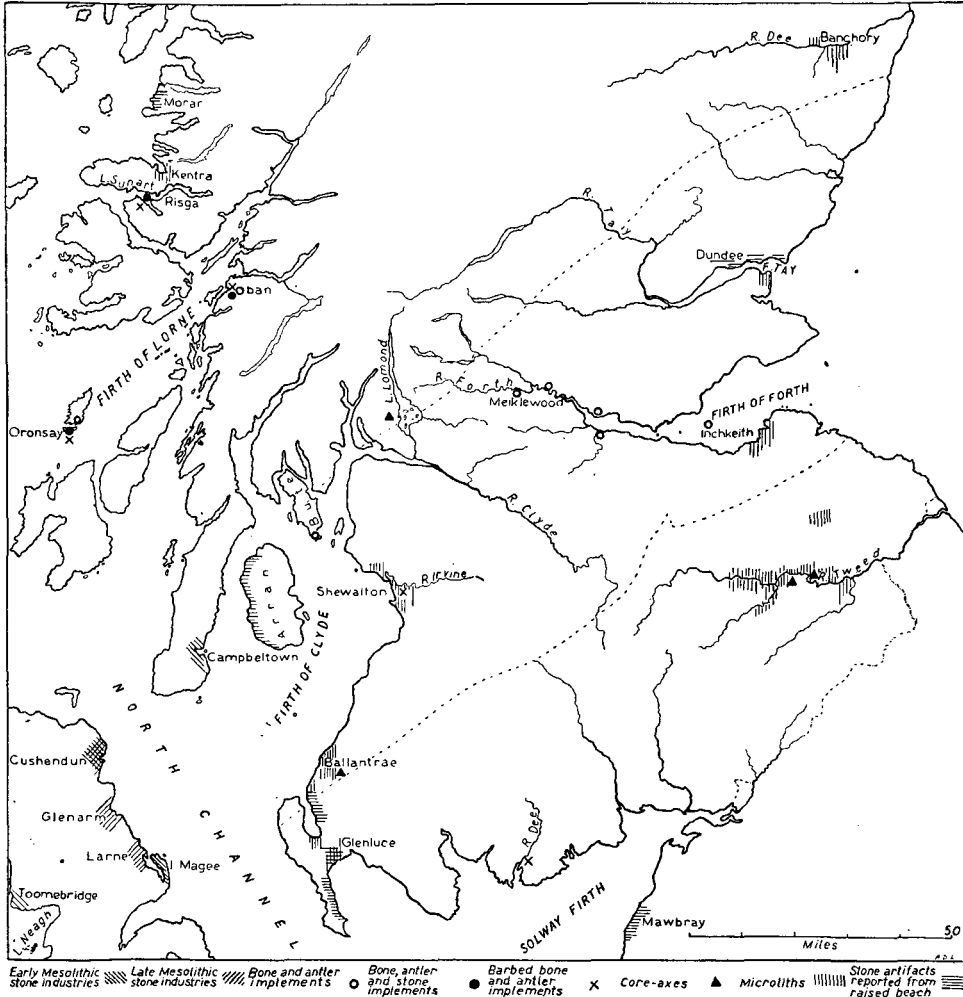 R. Dee
Banchory
Morar
Kentra
L. Sunart
Risga
R. Tay
Dundee
F. TAY
Oban
FIRTH OF LORNE
L. Lomond
R. Forth
Meiklewood
FIRTH OF FORTH
Inchkeith
Oronsay
Bute
R. Clyde
R. Tweed
Shewalton
R. Irvine
Arran
FIRTH OF CLYDE
Campbeltown
NORTH CHANNEL
Cushendun
Ballantrae
Glenarm
Larne
I Magee
Glenluce
R. Dee
Toomebridge
L. Neagh
SOLWAY FIRTH
Mawbray
50
Miles
Early Mesolithic
stone industries
Late Mesolithic
stone industries
Bone and antler
implements
Bone, antler
and stone
implements
Barbed bone
and antler
implements
Core-axes
Microliths
Stone artifacts
reported from
raised beach